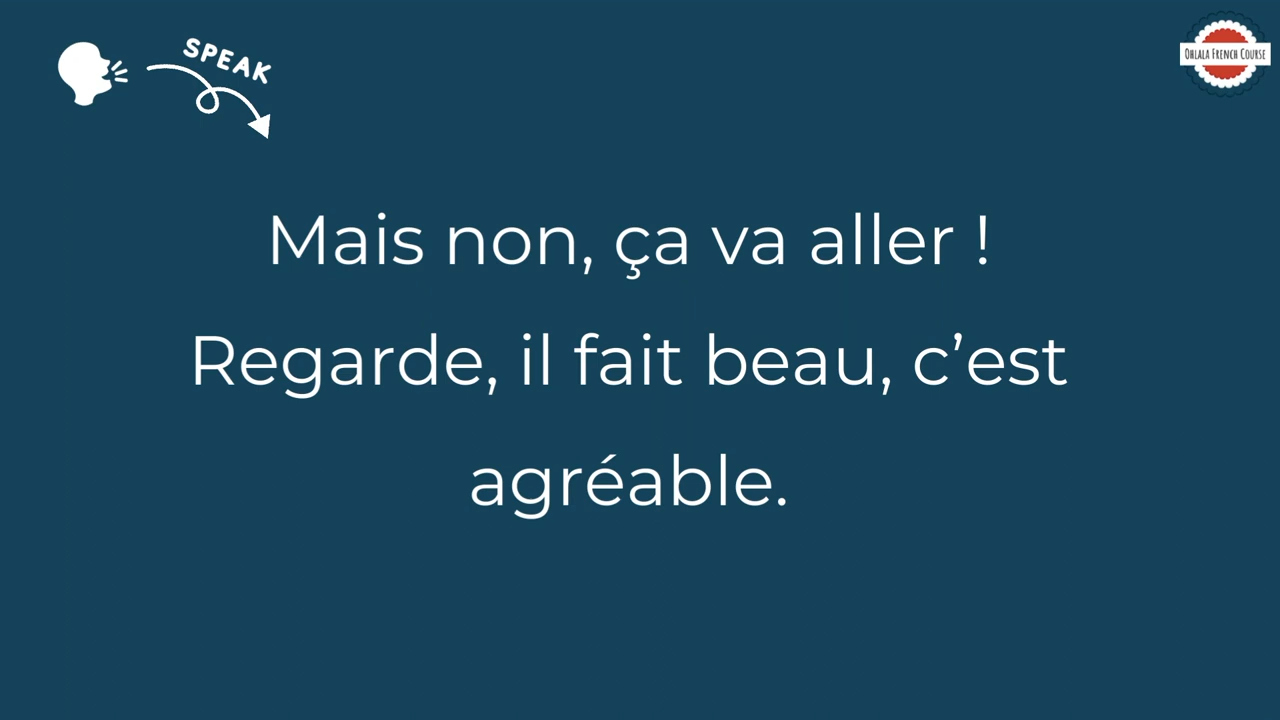 SPEAK
OHLALA FRENCH COURSE
Mais non, ça va aller !
Regarde, il fait beau, c’est
agréable.